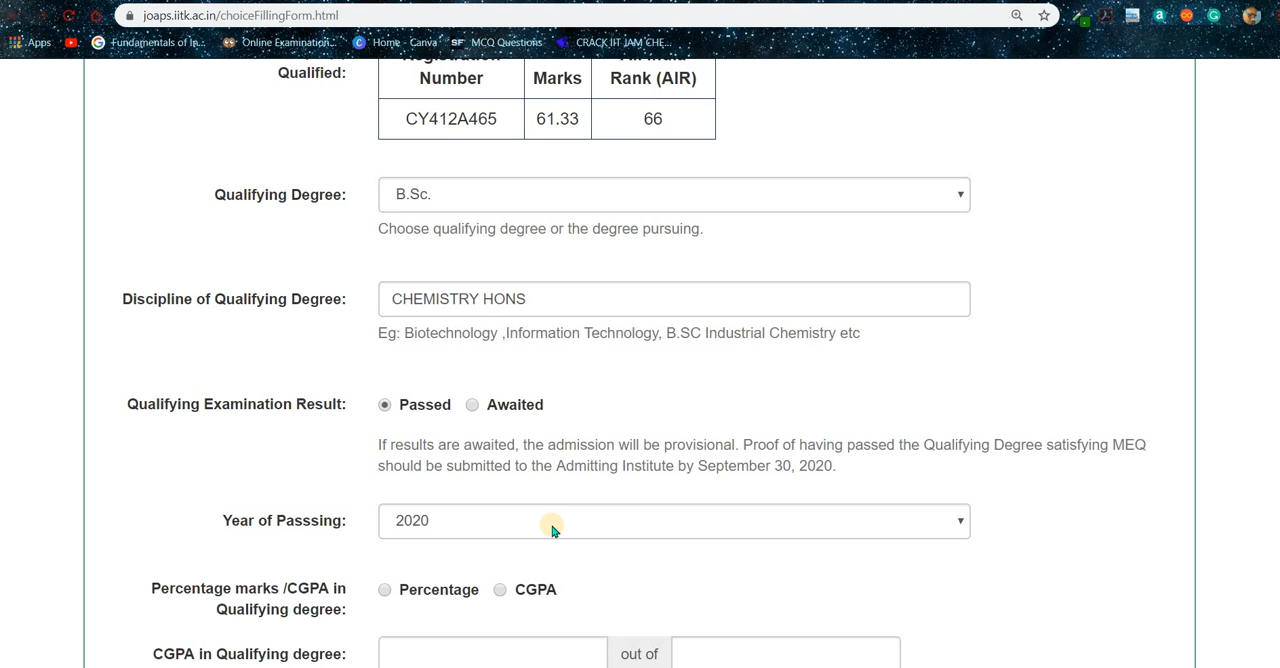 joaps.iitk.ac.in/choiceFillingForm.html
Apps Fundamentals of In... Online Examination... Home - Canva SF MCQ Questions CRACK IIT JAM CHE...
Qualified:
Registration Number Marks All India Rank (AIR)
CY412A465 61.33 66
Qualifying Degree: B.Sc.
Choose qualifying degree or the degree pursuing.
Discipline of Qualifying Degree: CHEMISTRY HONS
Eg: Biotechnology ,Information Technology, B.SC Industrial Chemistry etc
Qualifying Examination Result: Passed Awaited
If results are awaited, the admission will be provisional. Proof of having passed the Qualifying Degree satisfying MEQ
should be submitted to the Admitting Institute by September 30, 2020.
Year of Passsing: 2020
Percentage marks /CGPA in
Qualifying degree: Percentage CGPA
CGPA in Qualifying degree: out of